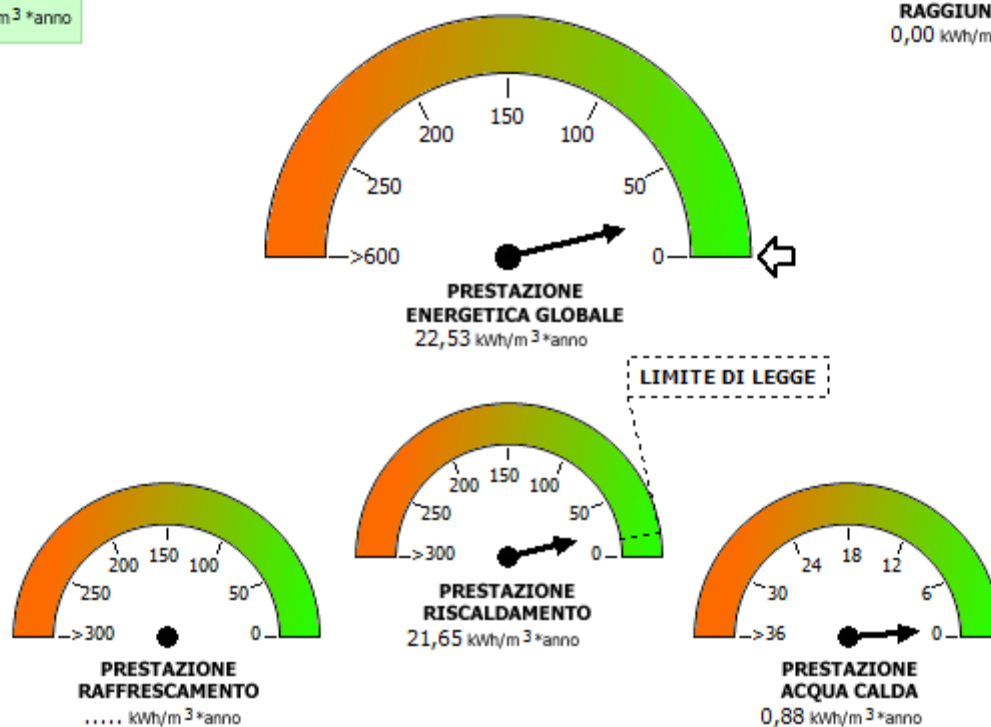 m³ *anno
RAGGIUN
0,00 kWh/m
>600
250
200
150
100
50
0
PRESTAZIONE
ENERGETICA GLOBALE
22,53 kWh/m³*anno
LIMITE DI LEGGE
>300
250
200
150
100
50
0
PRESTAZIONE
RISCALDAMENTO
21,65 kWh/m³*anno
>300
250
200
150
100
50
0
PRESTAZIONE
RAFFRESCAMENTO
..... kWh/m³*anno
>36
30
24
18
12
6
0
PRESTAZIONE
ACQUA CALDA
0,88 kWh/m³*anno